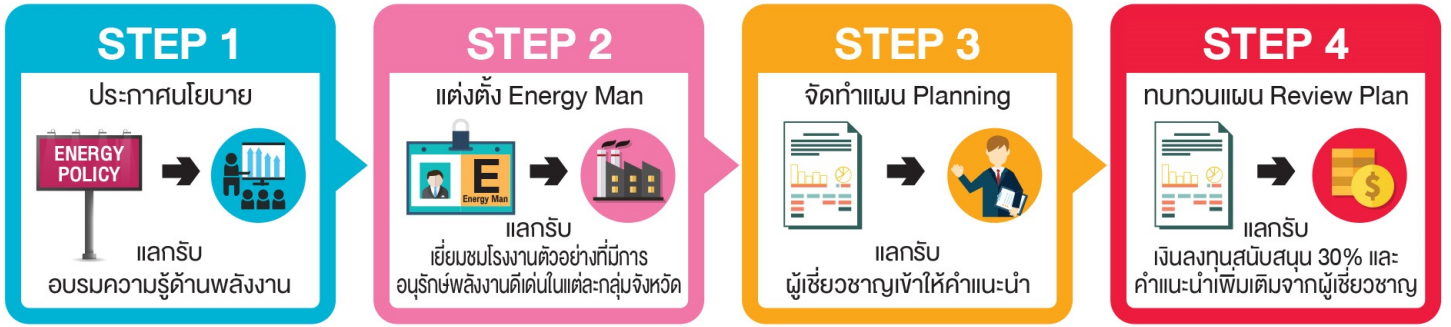 STEP 1
ประกาศนโยบาย
ENERGY
POLICY
แลกรับ
อบรมความรู้ด้านพลังงาน
STEP 2
แต่งตั้ง Energy Man
E
Energy Man
แลกรับ
เยี่ยมชมโรงงานตัวอย่างที่มีการ
อนุรักษ์พลังงานดีเด่นในแต่ละกลุ่มจังหวัด
STEP 3
จัดทำแผน Planning
แลกรับ
ผู้เชี่ยวชาญเข้าให้คำแนะนำ
STEP 4
ทบทวนแผน Review Plan
$
แลกรับ
เงินลงทุนสนับสนุน 30% และ
คำแนะนำเพิ่มเติมจากผู้เชี่ยวชาญ